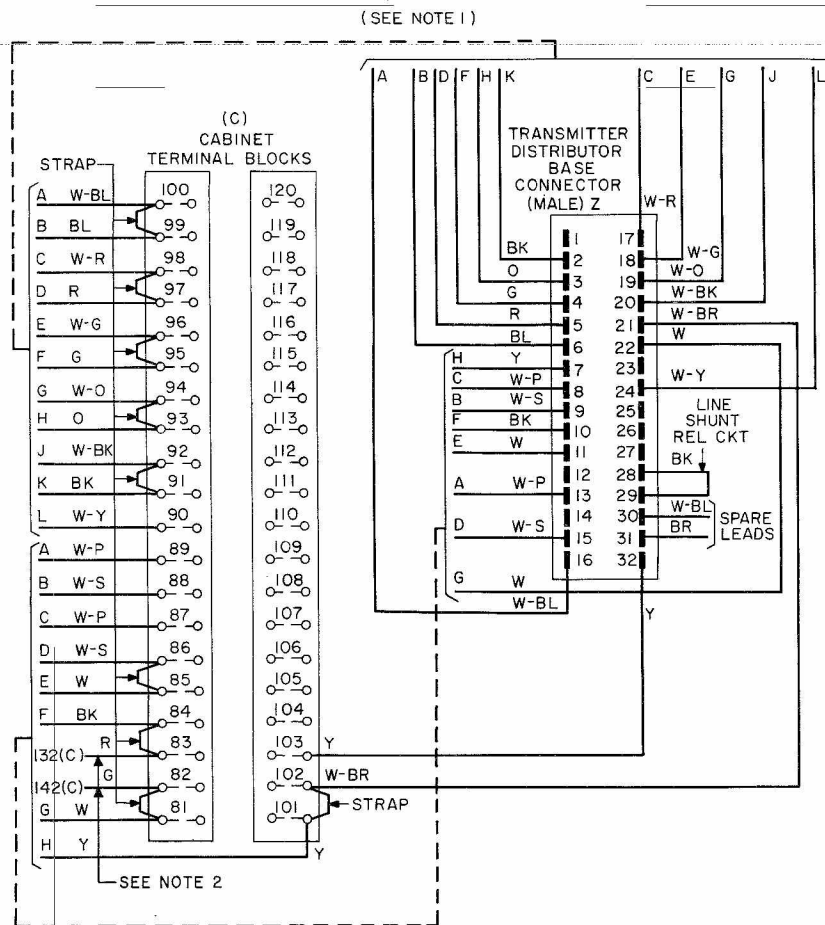 (SEE NOTE 1)
A B D F H K C E G J L
(C)
CABINET
TERMINAL BLOCKS
STRAP
TRANSMITTER
DISTRIBUTOR
BASE
CONNECTOR
(MALE) Z
W-R
A W-BL 100 120
B BL 99 119
C W-R 98 118
D R 97 117
E W-G 96 116
F G 95 115
G W-O 94 114
H O 93 113
J W-BK 92 112
K BK 91 111
L W-Y 90 110
A W-P 89 109
B W-S 88 108
C W-P 87 107
D W-S 86 106
E W 85 105
F BK 84 104
132(C) R 83 103 Y
142(C) G 82 102 W-BR
G W 81 101 STRAP
H Y Y
SEE NOTE 2
1 17
BK 2 18 W-G
O 3 19 W-O
G 4 20 W-BK
R 5 21 W-BR
BL 6 22 W
H Y 7 23
C W-P 8 24 W-Y
B W-S 9 25
F BK 10 26
E W 11 27
12 28 BK
A W-P 13 29
14 30 W-BL
D W-S 15 31 BR
16 32
G W
W-BL
Y
LINE
SHUNT
REL CKT
SPARE
LEADS